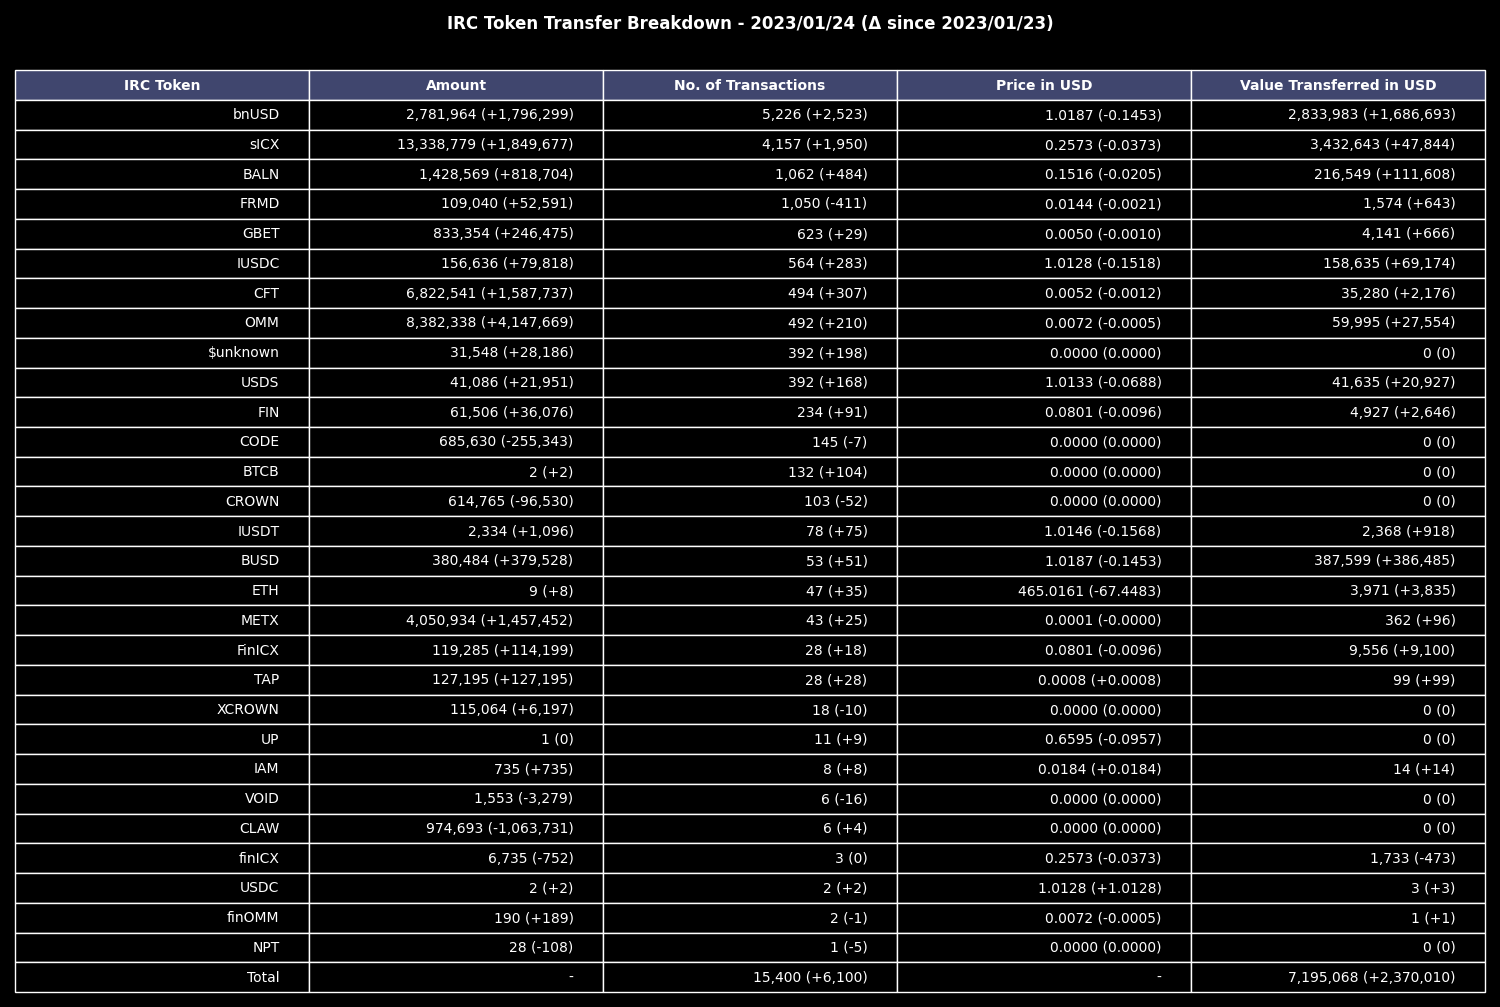 IRC Token Transfer Breakdown - 2023/01/24 (Δ since 2023/01/23)
IRC Token Amount No. of Transactions Price in USD Value Transferred in USD
bnUSD 2,781,964 (+1,796,299) 5,226 (+2,523) 1.0187 (-0.1453) 2,833,983 (+1,686,693)
sICX 13,338,779 (+1,849,677) 4,157 (+1,950) 0.2573 (-0.0373) 3,432,643 (+47,844)
BALN 1,428,569 (+818,704) 1,062 (+484) 0.1516 (-0.0205) 216,549 (+111,608)
FRMD 109,040 (+52,591) 1,050 (-411) 0.0144 (-0.0021) 1,574 (+643)
GBET 833,354 (+246,475) 623 (+29) 0.0050 (-0.0010) 4,141 (+666)
IUSDC 156,636 (+79,818) 564 (+283) 1.0128 (-0.1518) 158,635 (+69,174)
CFT 6,822,541 (+1,587,737) 494 (+307) 0.0052 (-0.0012) 35,280 (+2,176)
OMM 8,382,338 (+4,147,669) 492 (+210) 0.0072 (-0.0005) 59,995 (+27,554)
$unknown 31,548 (+28,186) 392 (+198) 0.0000 (0.0000) 0 (0)
USDS 41,086 (+21,951) 392 (+168) 1.0133 (-0.0688) 41,635 (+20,927)
FIN 61,506 (+36,076) 234 (+91) 0.0801 (-0.0096) 4,927 (+2,646)
CODE 685,630 (-255,343) 145 (-7) 0.0000 (0.0000) 0 (0)
BTCB 2 (+2) 132 (+104) 0.0000 (0.0000) 0 (0)
CROWN 614,765 (-96,530) 103 (-52) 0.0000 (0.0000) 0 (0)
IUSDT 2,334 (+1,096) 78 (+75) 1.0146 (-0.1568) 2,368 (+918)
BUSD 380,484 (+379,528) 53 (+51) 1.0187 (-0.1453) 387,599 (+386,485)
ETH 9 (+8) 47 (+35) 465.0161 (-67.4483) 3,971 (+3,835)
METX 4,050,934 (+1,457,452) 43 (+25) 0.0001 (-0.0000) 362 (+96)
FinICX 119,285 (+114,199) 28 (+18) 0.0801 (-0.0096) 9,556 (+9,100)
TAP 127,195 (+127,195) 28 (+28) 0.0008 (+0.0008) 99 (+99)
XCROWN 115,064 (+6,197) 18 (-10) 0.0000 (0.0000) 0 (0)
UP 1 (0) 11 (+9) 0.6595 (-0.0957) 0 (0)
IAM 735 (+735) 8 (+8) 0.0184 (+0.0184) 14 (+14)
VOID 1,553 (-3,279) 6 (-16) 0.0000 (0.0000) 0 (0)
CLAW 974,693 (-1,063,731) 6 (+4) 0.0000 (0.0000) 0 (0)
finICX 6,735 (-752) 3 (0) 0.2573 (-0.0373) 1,733 (-473)
USDC 2 (+2) 2 (+2) 1.0128 (+1.0128) 3 (+3)
finOMM 190 (+189) 2 (-1) 0.0072 (-0.0005) 1 (+1)
NPT 28 (-108) 1 (-5) 0.0000 (0.0000) 0 (0)
Total - 15,400 (+6,100) - 7,195,068 (+2,370,010)